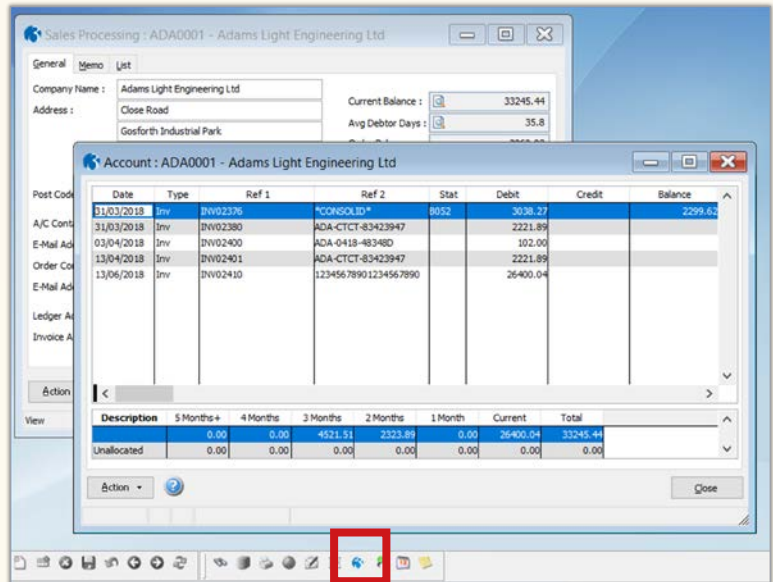 Sales Processing : ADA0001 - Adams Light Engineering Ltd
General Memo List
Company Name : Adams Light Engineering Ltd
Current Balance : 33245.44
Address : Close Road
Avg Debtor Days : 35.8
Gosforth Industrial Park
Account : ADA0001 - Adams Light Engineering Ltd
Post Code
Date Type Ref 1 Ref 2 Stat Debit Credit Balance
31/03/2018 Inv INV02376 *CONSOLID* 8052 3038.27 2299.62
31/03/2018 Inv INV02380 ADA-CTCT-83423947 2221.89
A/C Cont
03/04/2018 Inv INV02400 ADA-0418-48348D 102.00
E-Mail Ad
13/04/2018 Inv INV02401 ADA-CTCT-83423947 2221.89
Order Co
13/06/2018 Inv INV02410 12345678901234567890 26400.04
E-Mail Ad
Ledger A
Invoice A
Action
Description 5 Months+ 4 Months 3 Months 2 Months 1 Month Current Total
View
0.00 0.00 4521.51 2323.89 0.00 26400.04 33245.44
Unallocated 0.00 0.00 0.00 0.00 0.00 0.00 0.00
Action Close